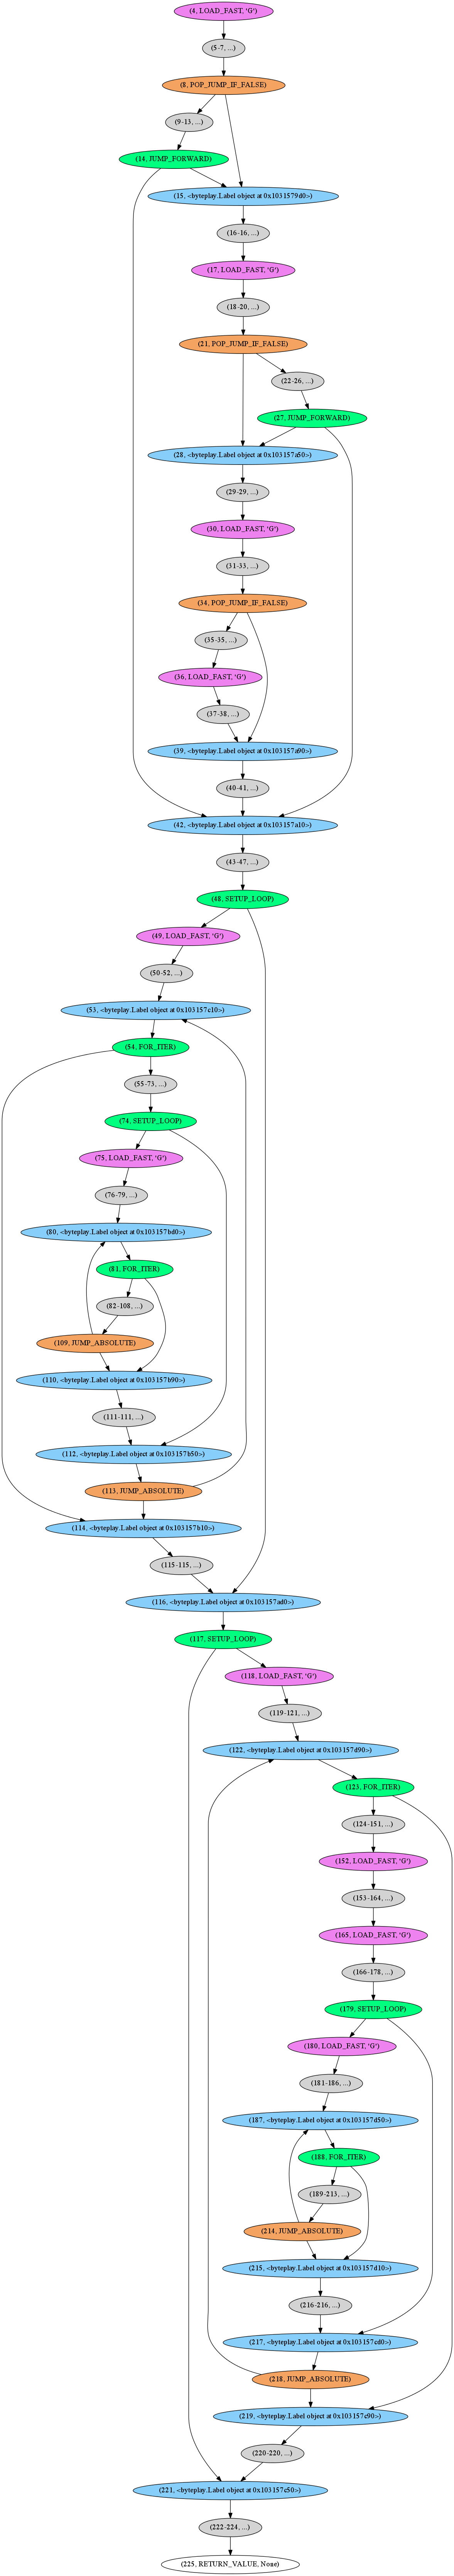 (4, LOAD_FAST, 'G')
(5-7, ...)
(8, POP_JUMP_IF_FALSE)
(9-13, ...)
(14, JUMP_FORWARD)
(15, <byteplay.Label object at 0x1031579d0>)
(16-16, ...)
(17, LOAD_FAST, 'G')
(18-20, ...)
(21, POP_JUMP_IF_FALSE)
(22-26, ...)
(27, JUMP_FORWARD)
(28, <byteplay.Label object at 0x103157a50>)
(29-29, ...)
(30, LOAD_FAST, 'G')
(31-33, ...)
(34, POP_JUMP_IF_FALSE)
(35-35, ...)
(36, LOAD_FAST, 'G')
(37-38, ...)
(39, <byteplay.Label object at 0x103157a90>)
(40-41, ...)
(42, <byteplay.Label object at 0x103157a10>)
(43-47, ...)
(48, SETUP_LOOP)
(49, LOAD_FAST, 'G')
(50-52, ...)
(53, <byteplay.Label object at 0x103157c10>)
(54, FOR_ITER)
(55-73, ...)
(74, SETUP_LOOP)
(75, LOAD_FAST, 'G')
(76-79, ...)
(80, <byteplay.Label object at 0x103157bd0>)
(81, FOR_ITER)
(82-108, ...)
(109, JUMP_ABSOLUTE)
(110, <byteplay.Label object at 0x103157b90>)
(111-111, ...)
(112, <byteplay.Label object at 0x103157b50>)
(113, JUMP_ABSOLUTE)
(114, <byteplay.Label object at 0x103157b10>)
(115-115, ...)
(116, <byteplay.Label object at 0x103157ad0>)
(117, SETUP_LOOP)
(118, LOAD_FAST, 'G')
(119-121, ...)
(122, <byteplay.Label object at 0x103157d90>)
(123, FOR_ITER)
(124-151, ...)
(152, LOAD_FAST, 'G')
(153-164, ...)
(165, LOAD_FAST, 'G')
(166-178, ...)
(179, SETUP_LOOP)
(180, LOAD_FAST, 'G')
(181-186, ...)
(187, <byteplay.Label object at 0x103157d50>)
(188, FOR_ITER)
(189-213, ...)
(214, JUMP_ABSOLUTE)
(215, <byteplay.Label object at 0x103157d10>)
(216-216, ...)
(217, <byteplay.Label object at 0x103157cd0>)
(218, JUMP_ABSOLUTE)
(219, <byteplay.Label object at 0x103157c90>)
(220-220, ...)
(221, <byteplay.Label object at 0x103157c50>)
(222-224, ...)
(225, RETURN_VALUE, None)